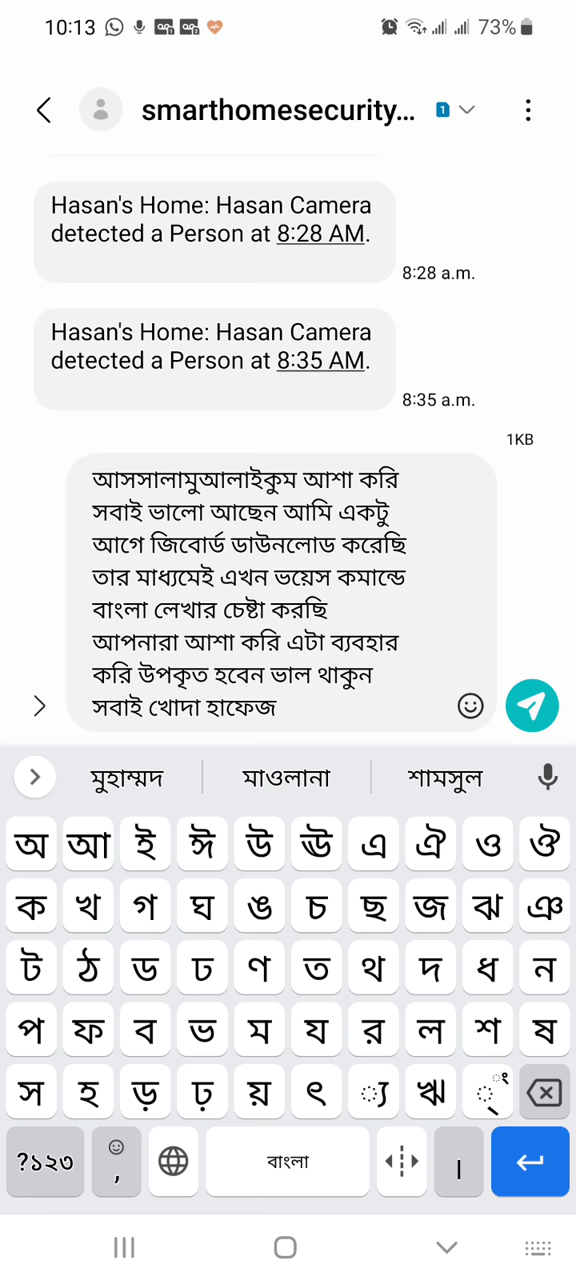 10:13
73%
smarthomesecurity...
1
Hasan's Home: Hasan Camera
detected a Person at 8:28 AM.
8:28 a.m.
Hasan's Home: Hasan Camera
detected a Person at 8:35 AM.
8:35 a.m.
1KB
আসসালামুআলাইকুম আশা করি
সবাই ভালো আছেন আমি একটু
আগে জিবোর্ড ডাউনলোড করেছি
তার মাধ্যমেই এখন ভয়েস কমান্ডে
বাংলা লেখার চেষ্টা করছি
আপনারা আশা করি এটা ব্যবহার
করি উপকৃত হবেন ভাল থাকুন
সবাই খোদা হাফেজ
মুহাম্মদ মাওলানা শামসুল
অ আ ই ঈ উ ঊ এ ঐ ও ঔ
ক খ গ ঘ ঙ চ ছ জ ঝ ঞ
ট ঠ ড ঢ ণ ত থ দ ধ ন
প ফ ব ভ ম য র ল শ ষ
স হ ড় ঢ় য় ৎ ্য ঋ ্ ঁ
?১২৩ , বাংলা ।